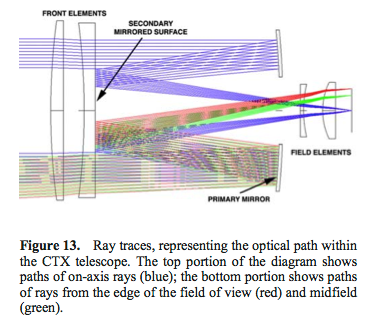 FRONT ELEMENTS
SECONDARY
MIRRORED SURFACE
FIELD ELEMENTS
PRIMARY MIRROR
Figure 13. Ray traces, representing the optical path within
the CTX telescope. The top portion of the diagram shows
paths of on-axis rays (blue); the bottom portion shows paths
of rays from the edge of the field of view (red) and midfield
(green).